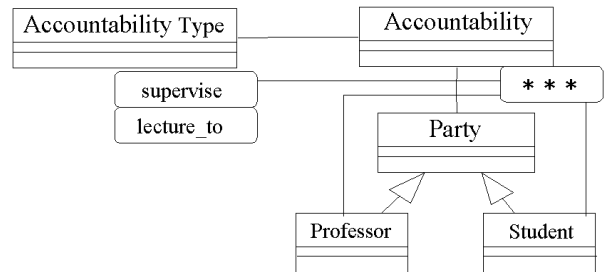 Accountability Type
Accountability
supervise
* * *
lecture_to
Party
Professor
Student